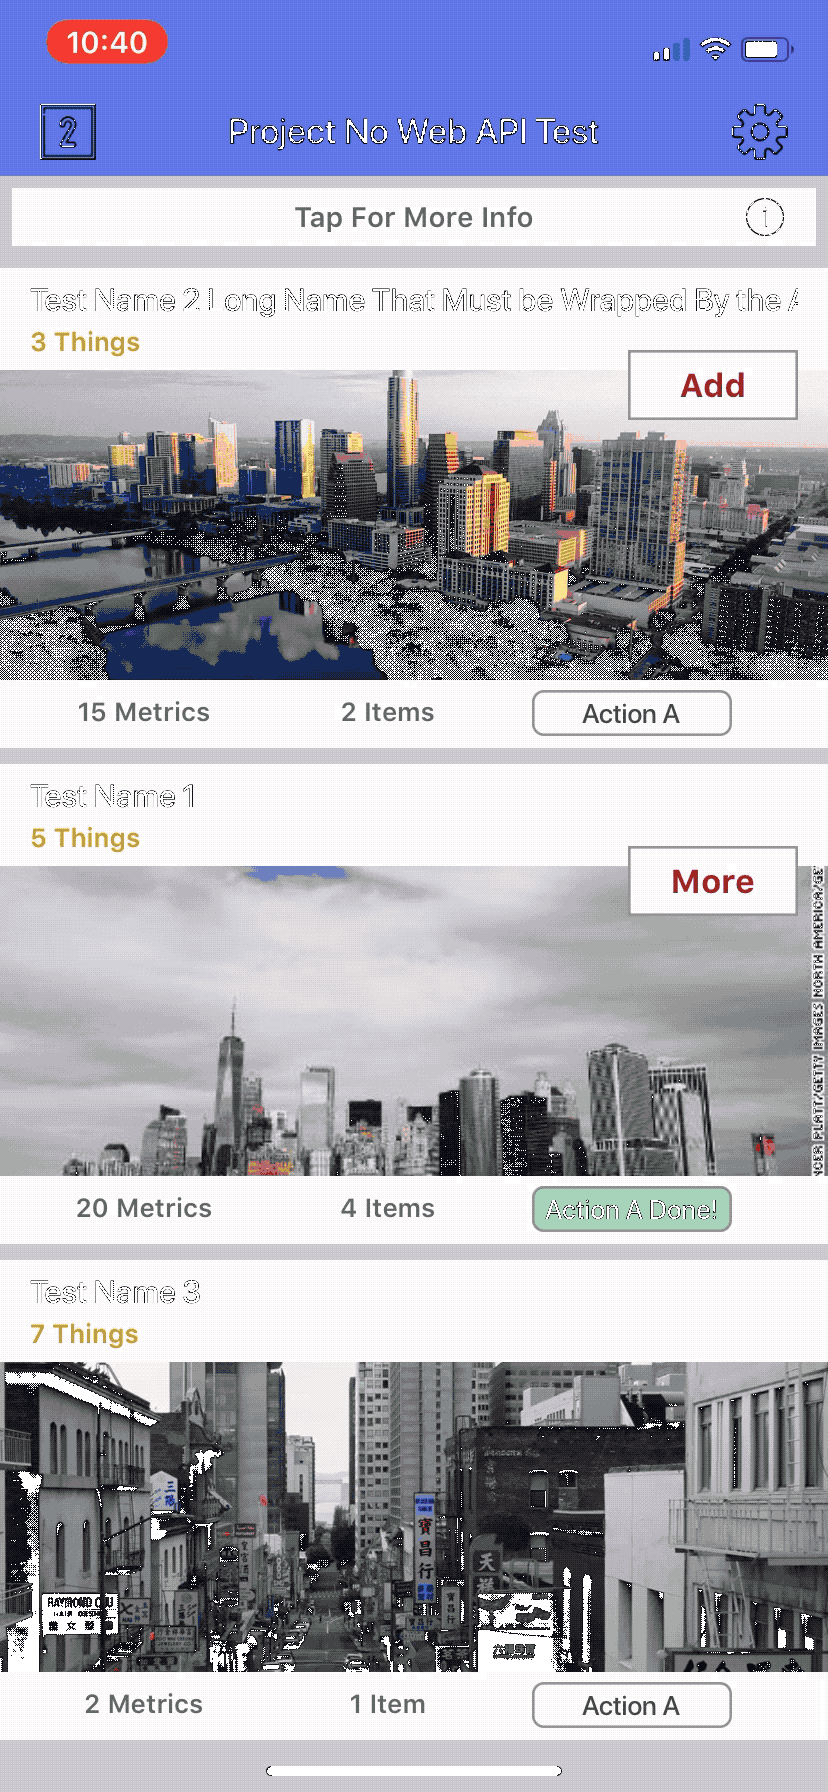 10:40
2
Project No Web API Test
Tap For More Info
i
Test Name 2 Long Name That Must be Wrapped By the
3 Things
Add
15 Metrics
2 Items
Action A
Test Name 1
5 Things
More
PLATT/GETTY IMAGES NORTH AMERICA/GE
20 Metrics
4 Items
Action A Done!
Test Name 3
7 Things
寶昌行
天
RAYMOND
2 Metrics
1 Item
Action A